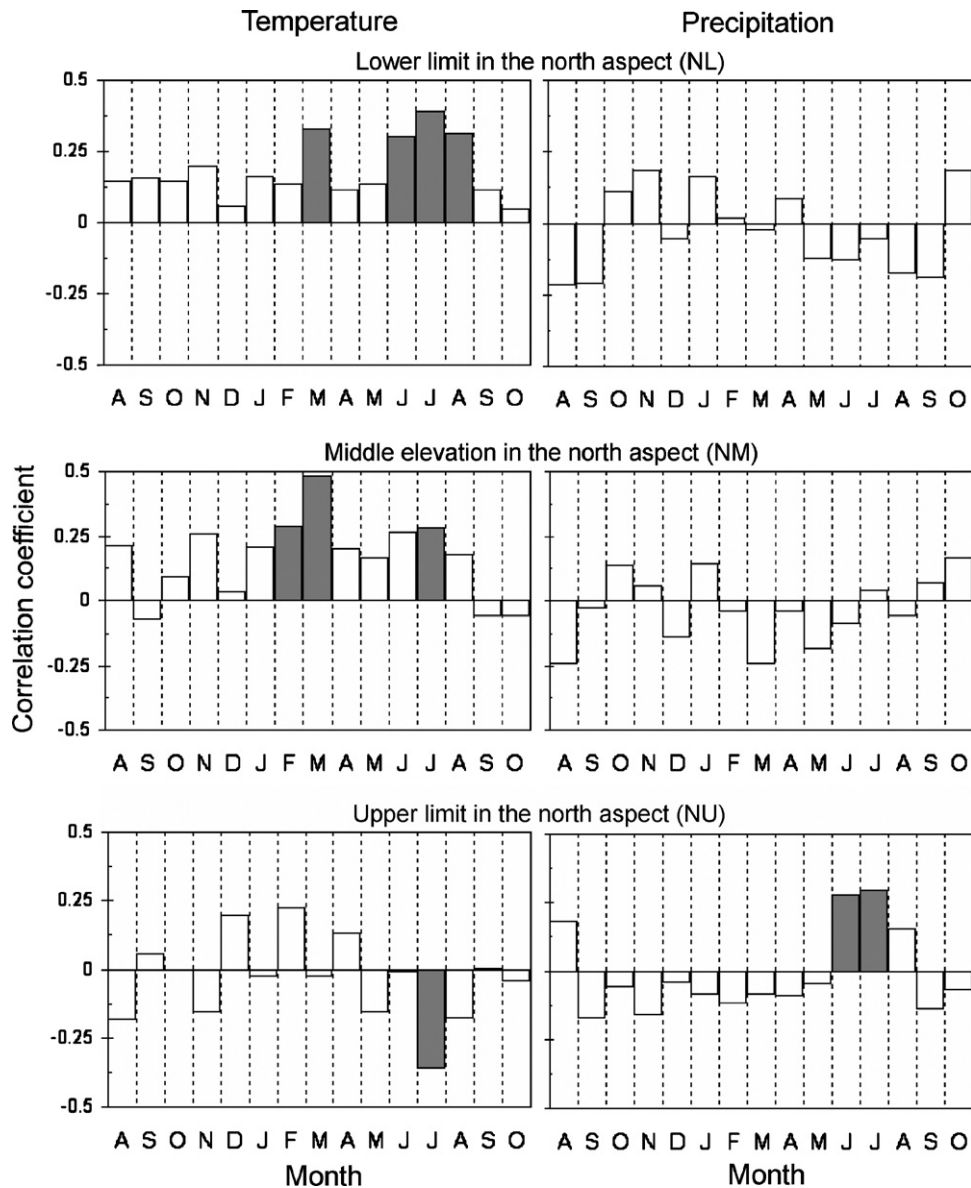 Temperature Precipitation
Lower limit in the north aspect (NL)
0.5
0.25
0
-0.25
-0.5
A S O N D J F M A M J J A S O A S O N D J F M A M J J A S O
Middle elevation in the north aspect (NM)
Correlation coefficient
0.5
0.25
0
-0.25
-0.5
A S O N D J F M A M J J A S O A S O N D J F M A M J J A S O
Upper limit in the north aspect (NU)
0.5
0.25
0
-0.25
-0.5
A S O N D J F M A M J J A S O A S O N D J F M A M J J A S O
Month Month